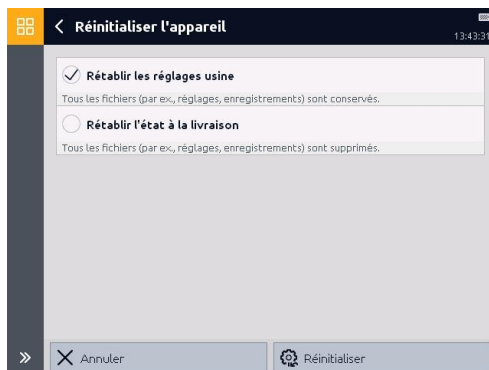 Réinitialiser l'appareil
13:43:31
Rétablir les réglages usine
Tous les fichiers (par ex., réglages, enregistrements) sont conservés.
Rétablir l'état à la livraison
Tous les fichiers (par ex., réglages, enregistrements) sont supprimés.
Annuler
Réinitialiser